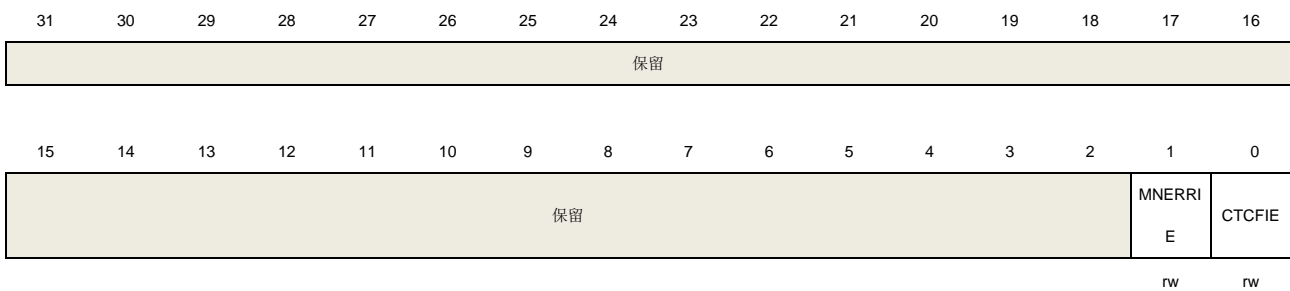 31 30 29 28 27 26 25 24 23 22 21 20 19 18 17 16
保留
15 14 13 12 11 10 9 8 7 6 5 4 3 2 1 0
保留 MNERRI
E CTCFIE
rw rw